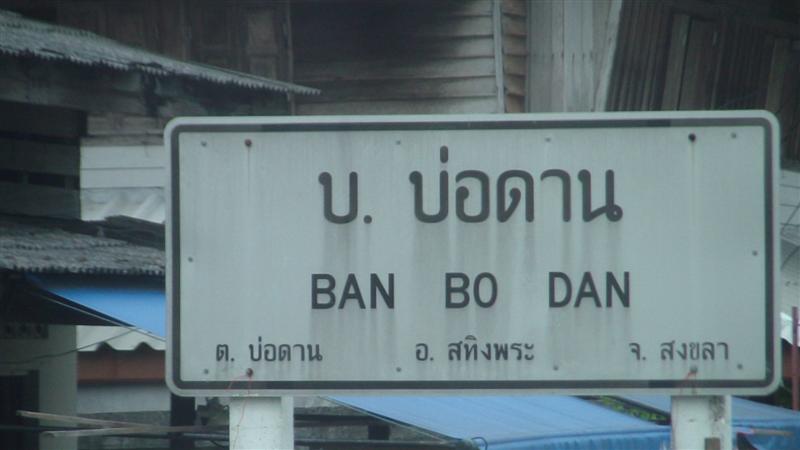 บ. บ่อดาน
BAN BO DAN
ต. บ่อดาน อ. สทิงพระ จ. สงขลา